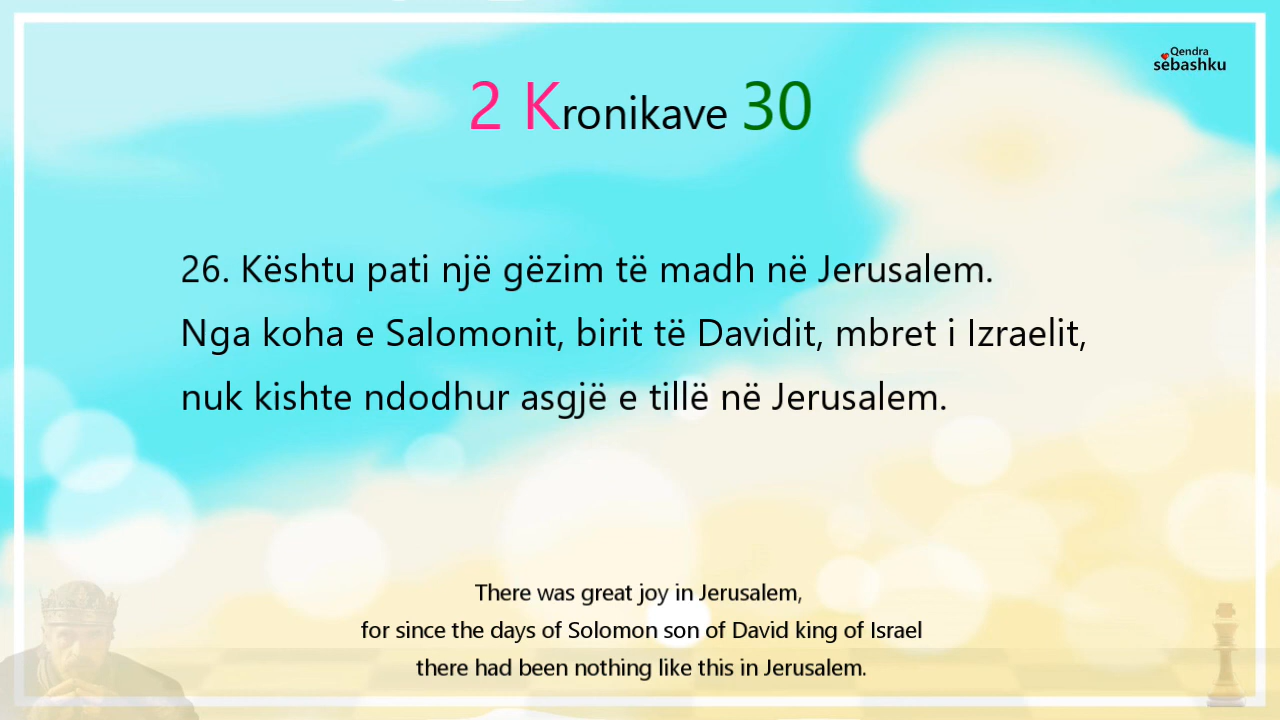 Qendra
sëbashku
2 Kronikave 30
26. Kështu pati një gëzim të madh në Jerusalem.
Nga koha e Salomonit, birit të Davidit, mbret i Izraelit,
nuk kishte ndodhur asgjë e tillë në Jerusalem.
There was great joy in Jerusalem,
for since the days of Solomon son of David king of Israel
there had been nothing like this in Jerusalem.